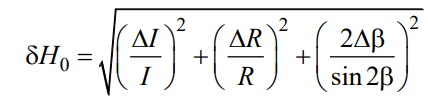 δH₀ = √((ΔI/I)² + (ΔR/R)² + (2Δβ/sin 2β)²)